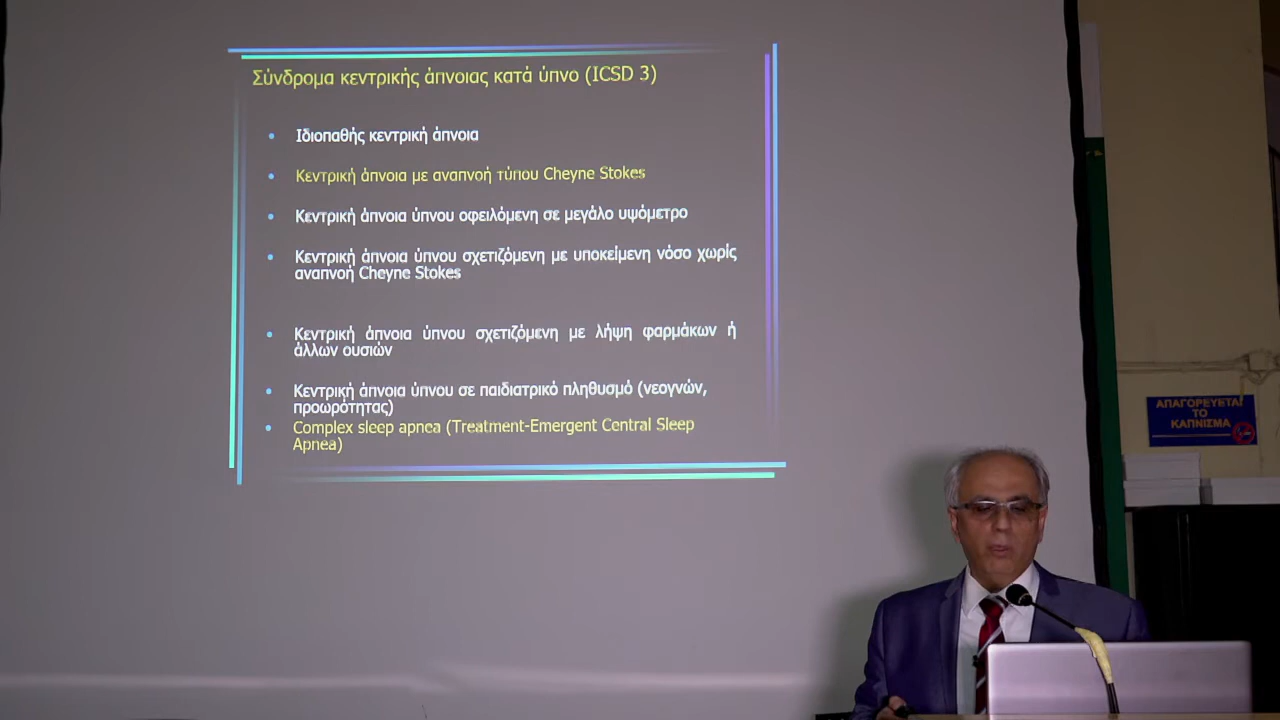 Σύνδρομα κεντρικής άπνοιας κατά ύπνο (ICSD 3)
• Ιδιοπαθής κεντρική άπνοια
• Κεντρική άπνοια με αναπνοή τύπου Cheyne Stokes
• Κεντρική άπνοια ύπνου οφειλόμενη σε μεγάλο υψόμετρο
• Κεντρική άπνοια ύπνου σχετιζόμενη με υποκείμενη νόσο χωρίς
αναπνοή Cheyne Stokes
• Κεντρική άπνοια ύπνου σχετιζόμενη με λήψη φαρμάκων ή
άλλων ουσιών
• Κεντρική άπνοια ύπνου σε παιδιατρικό πληθυσμό (νεογνών,
προωρότητας)
• Complex sleep apnea (Treatment-Emergent Central Sleep
Apnea)
ΑΠΑΓΟΡΕΥΕΤΑΙ
ΤΟ
ΚΑΠΝΙΣΜΑ